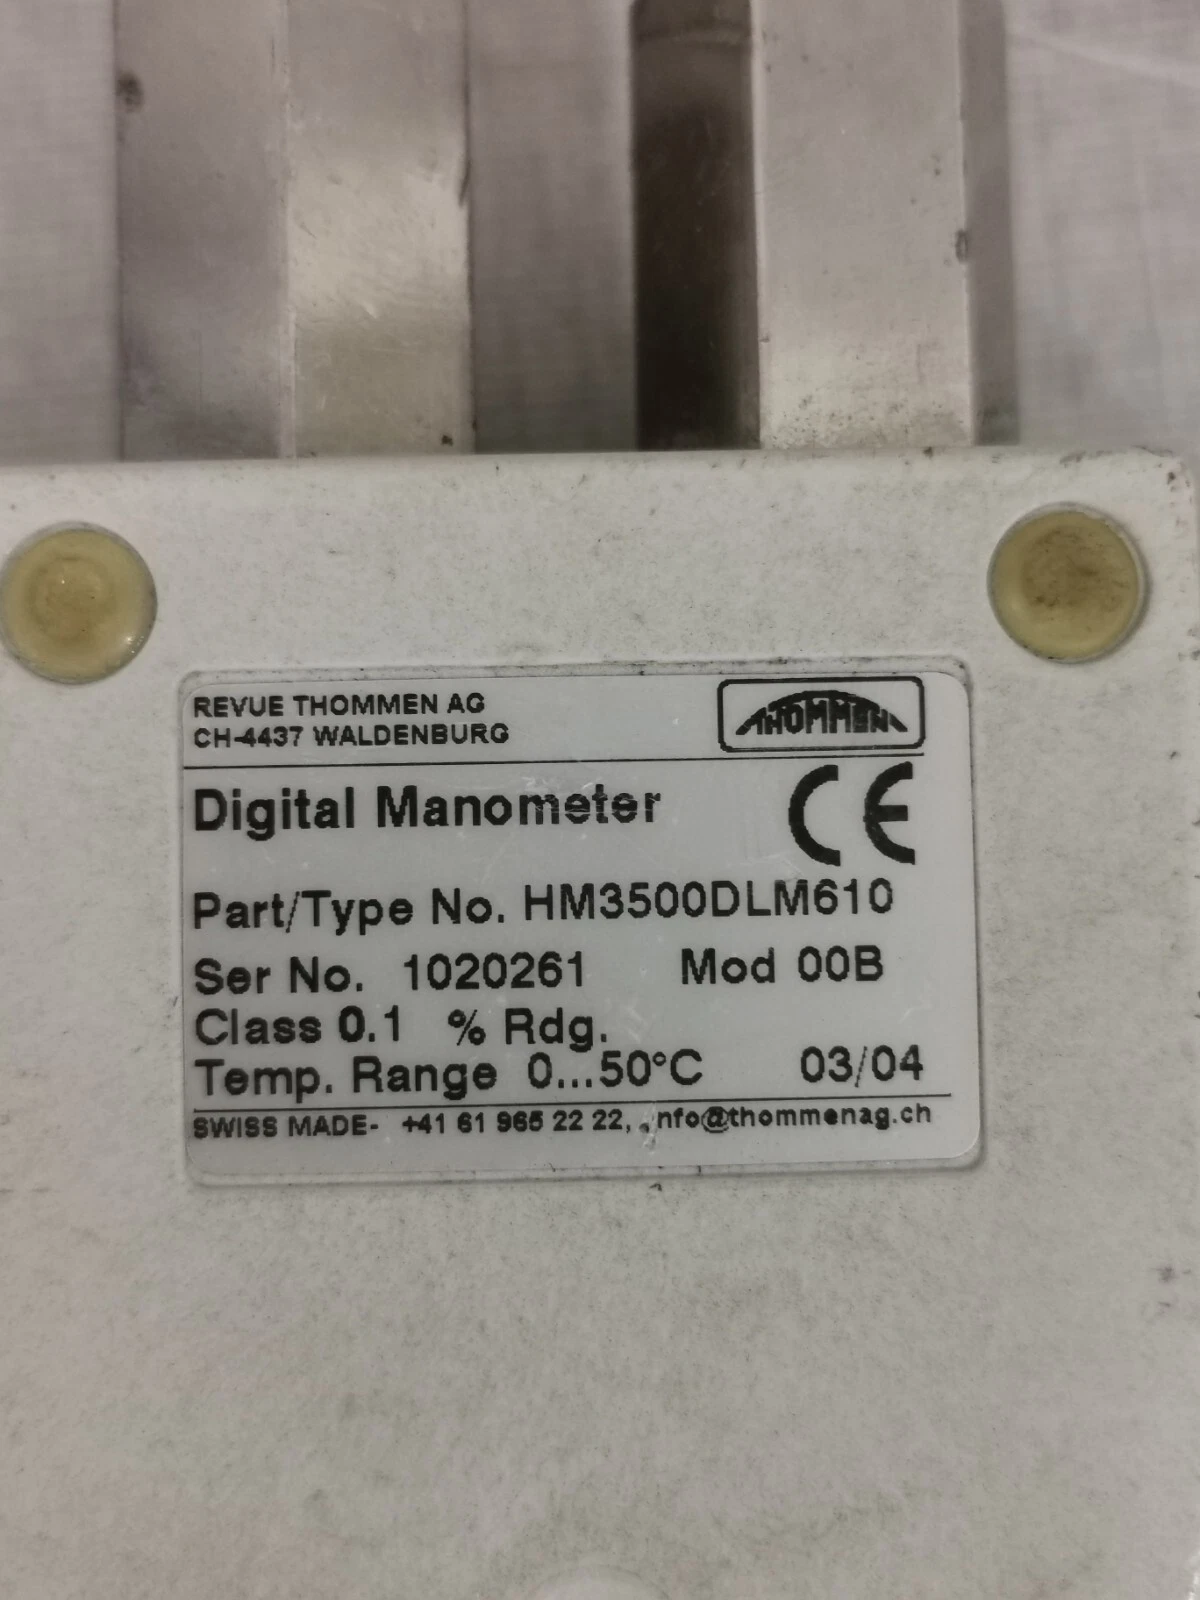 REVUE THOMMEN AG
CH-4437 WALDENBURG
THOMMEN
Digital Manometer
CE
Part/Type No. HM3500DLM610
Ser No. 1020261 Mod 00B
Class 0.1 % Rdg.
Temp. Range 0...50°C 03/04
SWISS MADE- +41 61 965 22 22, .nfo@thommenag.ch